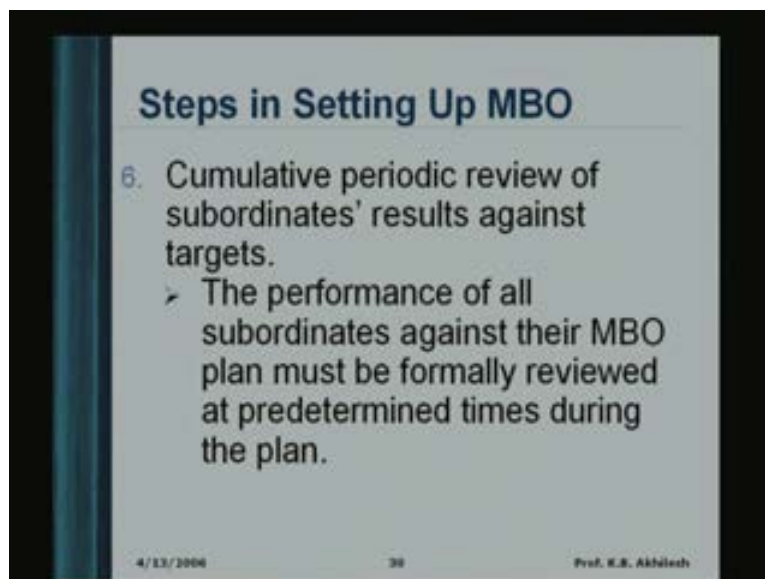 Steps in Setting Up MBO
6. Cumulative periodic review of
subordinates' results against
targets.
➢ The performance of all
subordinates against their MBO
plan must be formally reviewed
at predetermined times during
the plan.
4/13/2006 30 Prof. K.B. Akhilesh